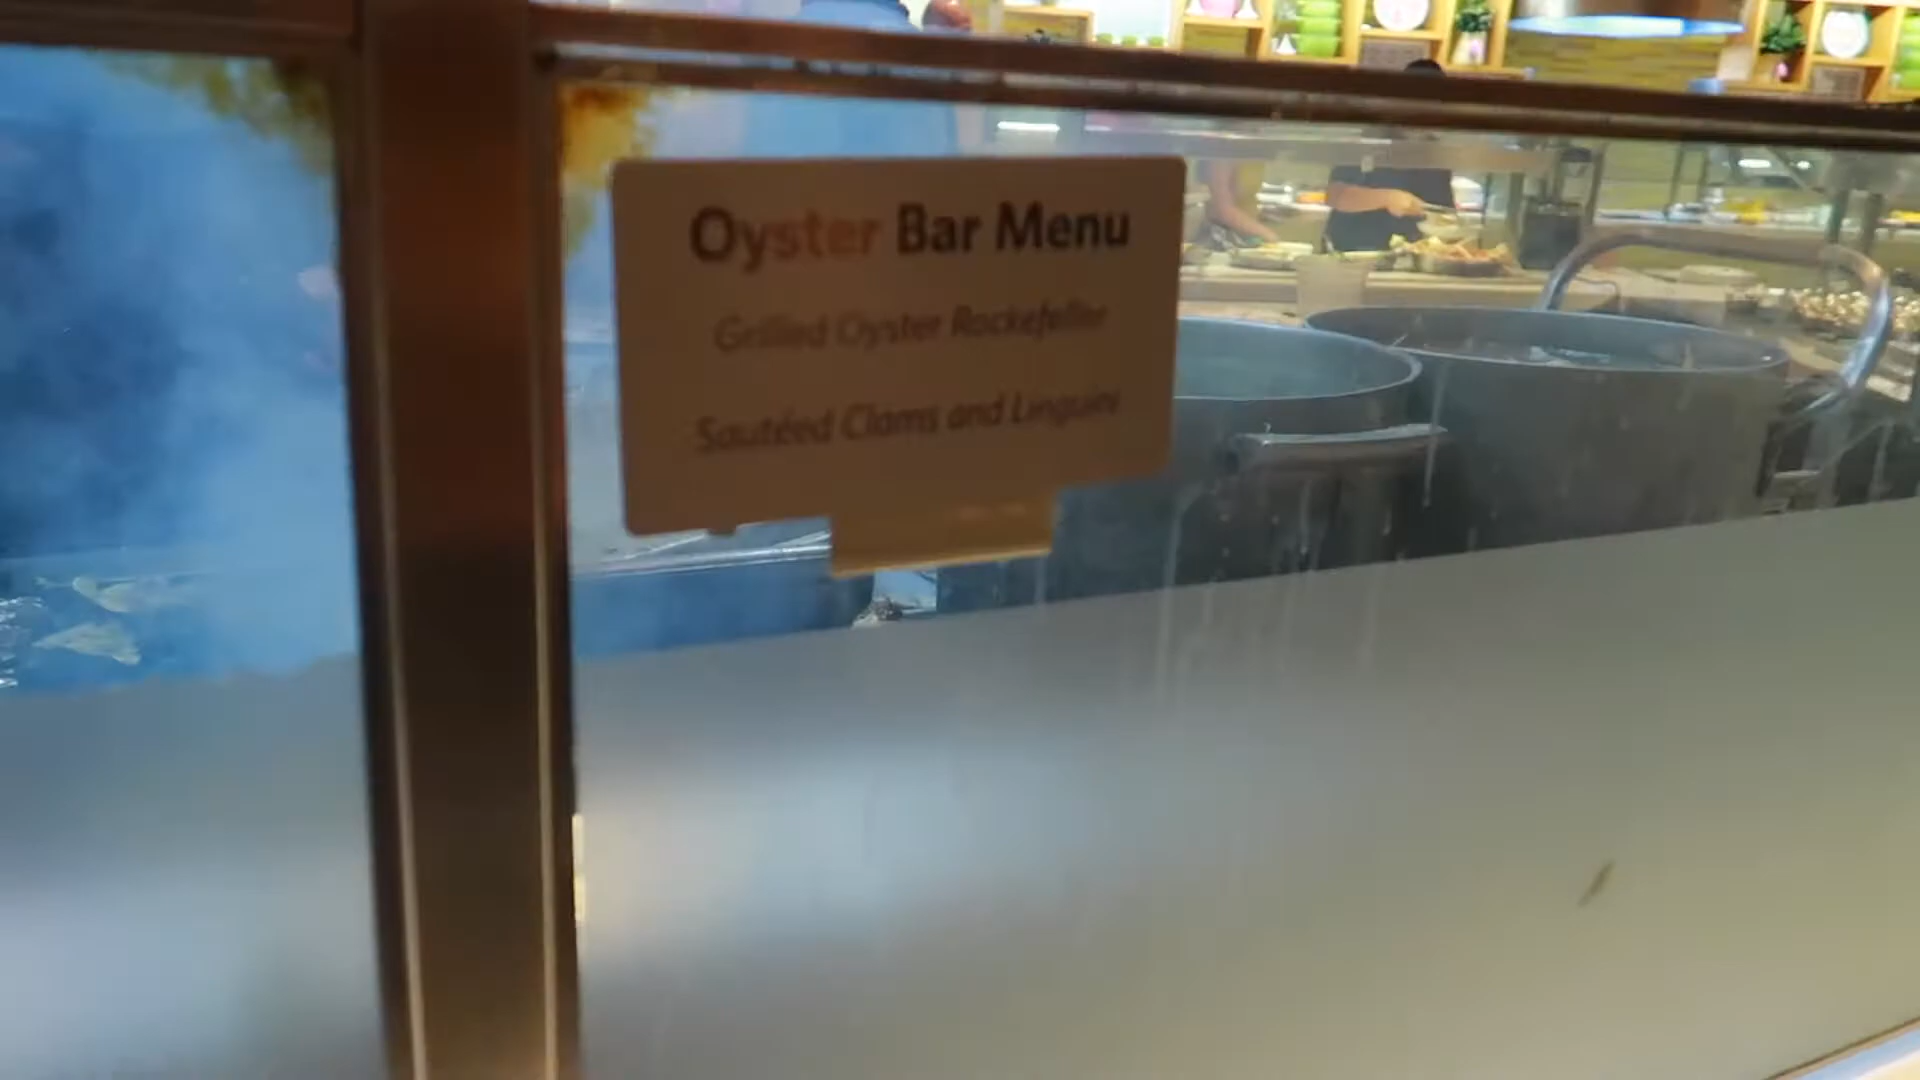 Oyster Bar Menu
Grilled Oyster Rockefeller
Sautéed Clams and Linguini